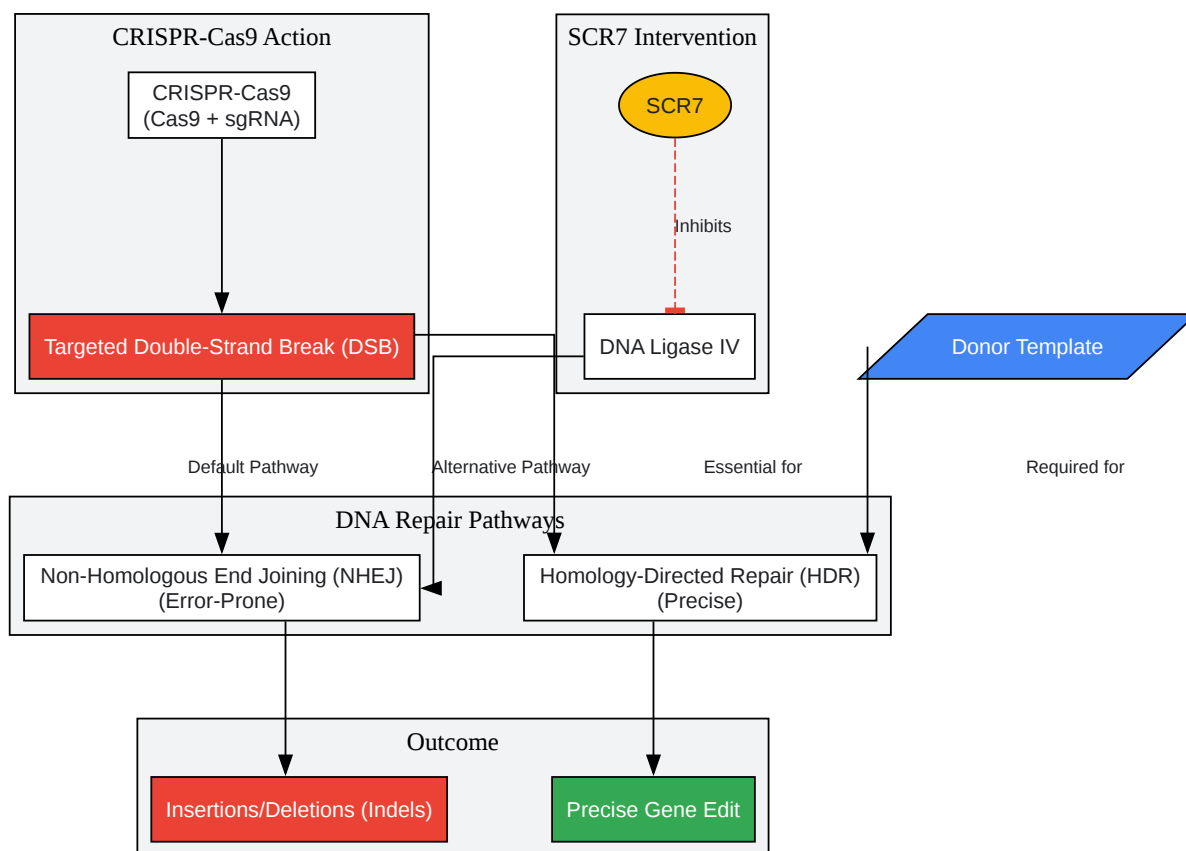 CRISPR-Cas9 Action
SCR7 Intervention
CRISPR-Cas9
(Cas9 + sgRNA)
SCR7
Inhibits
Targeted Double-Strand Break (DSB)
DNA Ligase IV
Donor Template
Default Pathway
Alternative Pathway
Essential for
Required for
DNA Repair Pathways
Non-Homologous End Joining (NHEJ)
(Error-Prone)
Homology-Directed Repair (HDR)
(Precise)
Outcome
Insertions/Deletions (Indels)
Precise Gene Edit